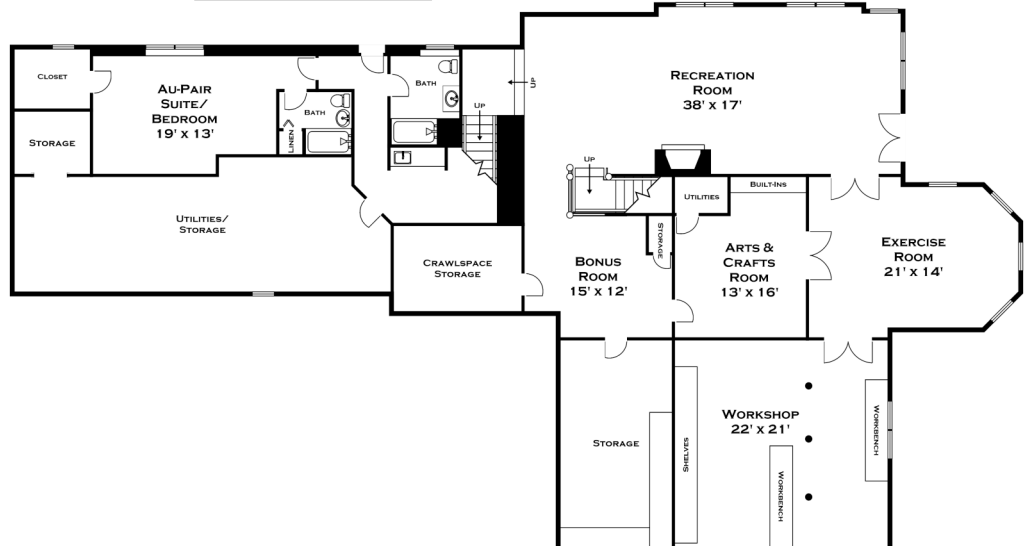 Closet
Au-Pair
Suite/
Bedroom
19' x 13'
Storage
Bath
Linen
Bath
Up
Up
Recreation
Room
38' x 17'
Up
Utilities
Built-Ins
Utilities/
Storage
Crawlspace
Storage
Storage
Bonus
Room
15' x 12'
Arts &
Crafts
Room
13' x 16'
Exercise
Room
21' x 14'
Storage
Shelves
Workshop
22' x 21'
Workbench
Workbench